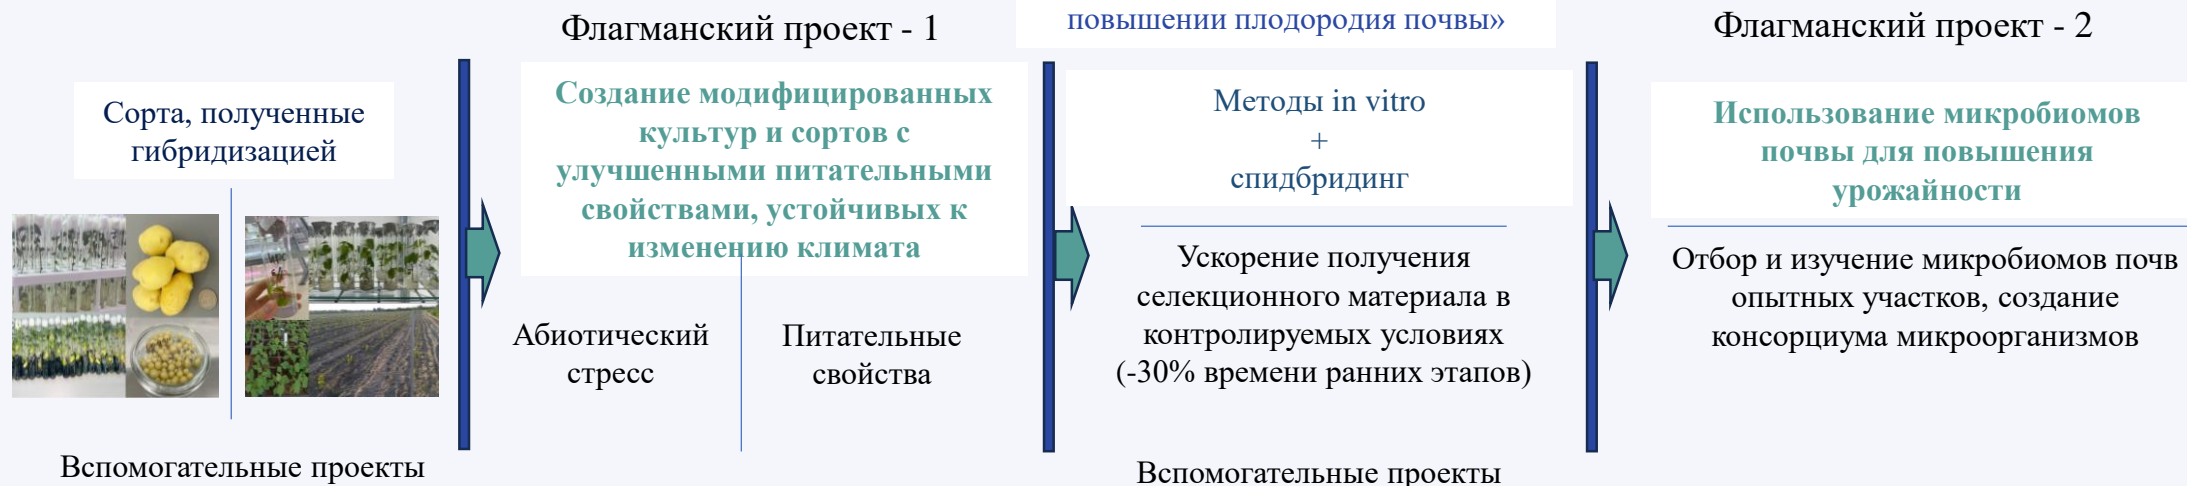 повышении плодородия почвы»
Флагманский проект - 1
Флагманский проект - 2
Сорта, полученные
гибридизацией
Вспомогательные проекты
Создание модифицированных
культур и сортов с
улучшенными питательными
свойствами, устойчивых к
изменению климата
Абиотический
стресс
Питательные
свойства
Методы in vitro
+
спидбридинг
Ускорение получения
селекционного материала в
контролируемых условиях
(-30% времени ранних этапов)
Вспомогательные проекты
Использование микробиомов
почвы для повышения
урожайности
Отбор и изучение микробиомов почв
опытных участков, создание
консорциума микроорганизмов